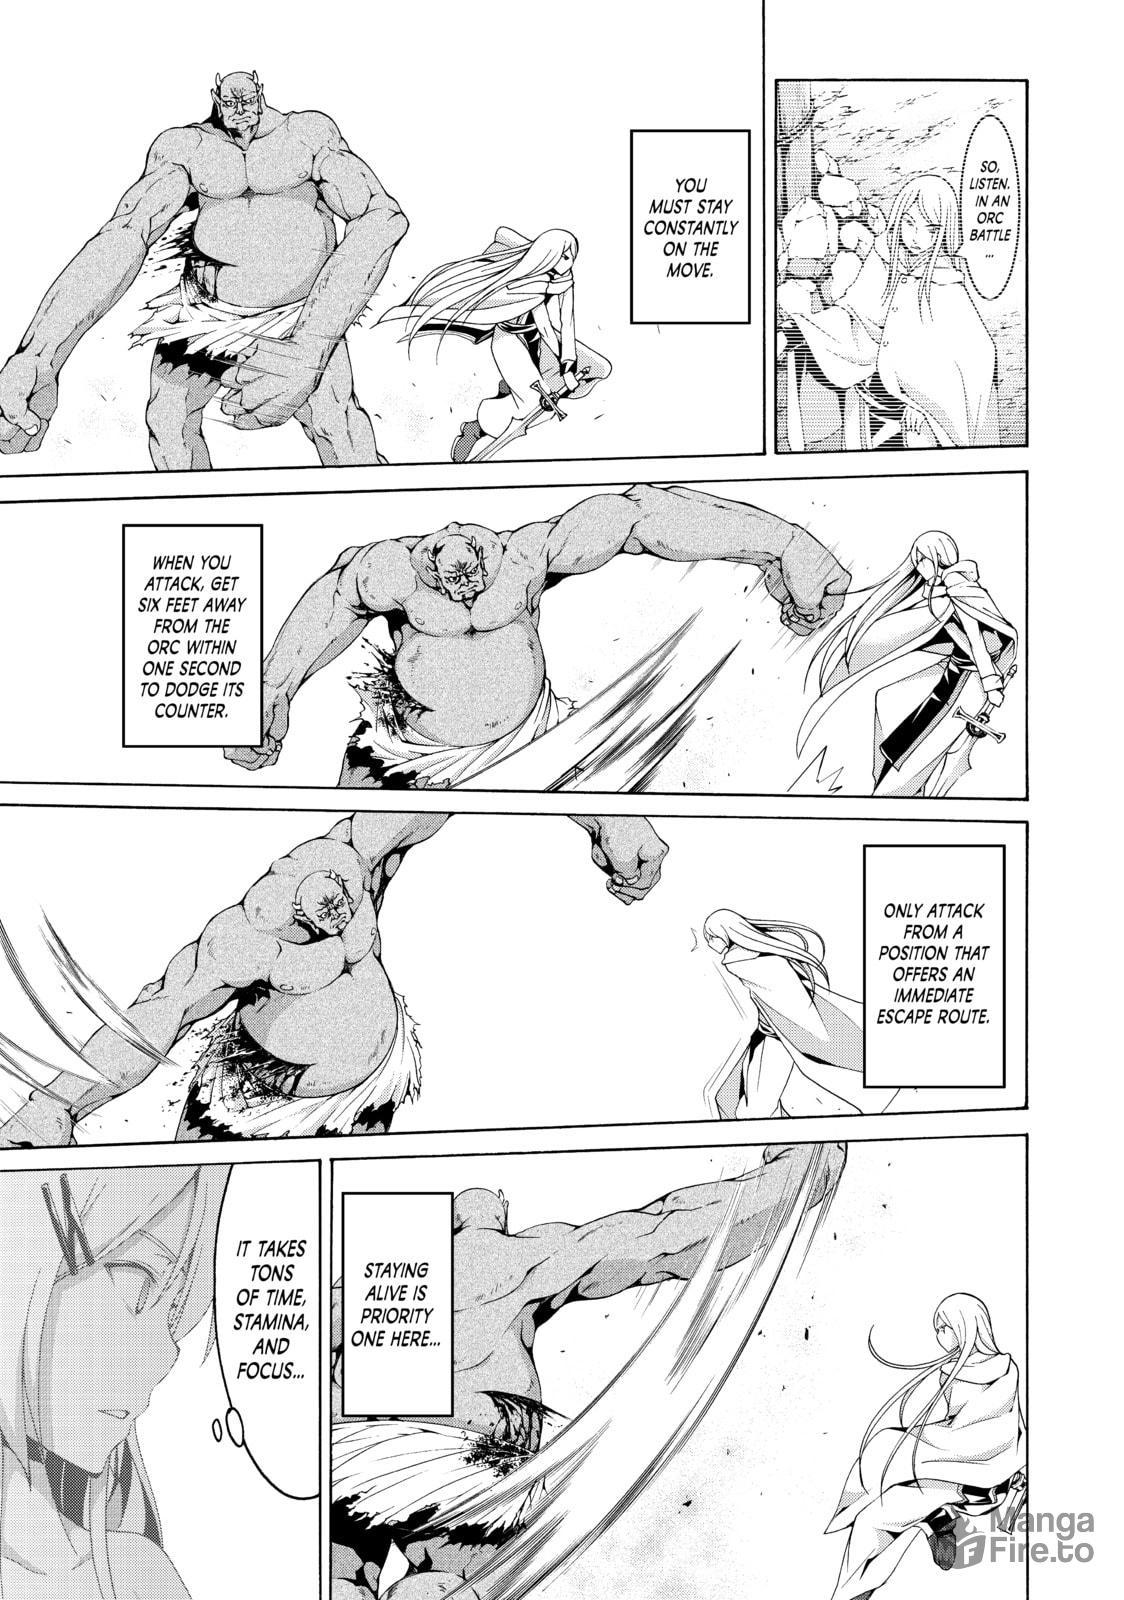 SO,
LISTEN.
IN AN
ORC
BATTLE
...
YOU
MUST STAY
CONSTANTLY
ON THE
MOVE.
WHEN YOU
ATTACK, GET
SIX FEET AWAY
FROM THE
ORC WITHIN
ONE SECOND
TO DODGE ITS
COUNTER.
ONLY ATTACK
FROM A
POSITION THAT
OFFERS AN
IMMEDIATE
ESCAPE ROUTE.
STAYING
ALIVE IS
PRIORITY
ONE HERE...
IT TAKES
TONS
OF TIME,
STAMINA,
AND
FOCUS...
MF
Manga
Fire.to